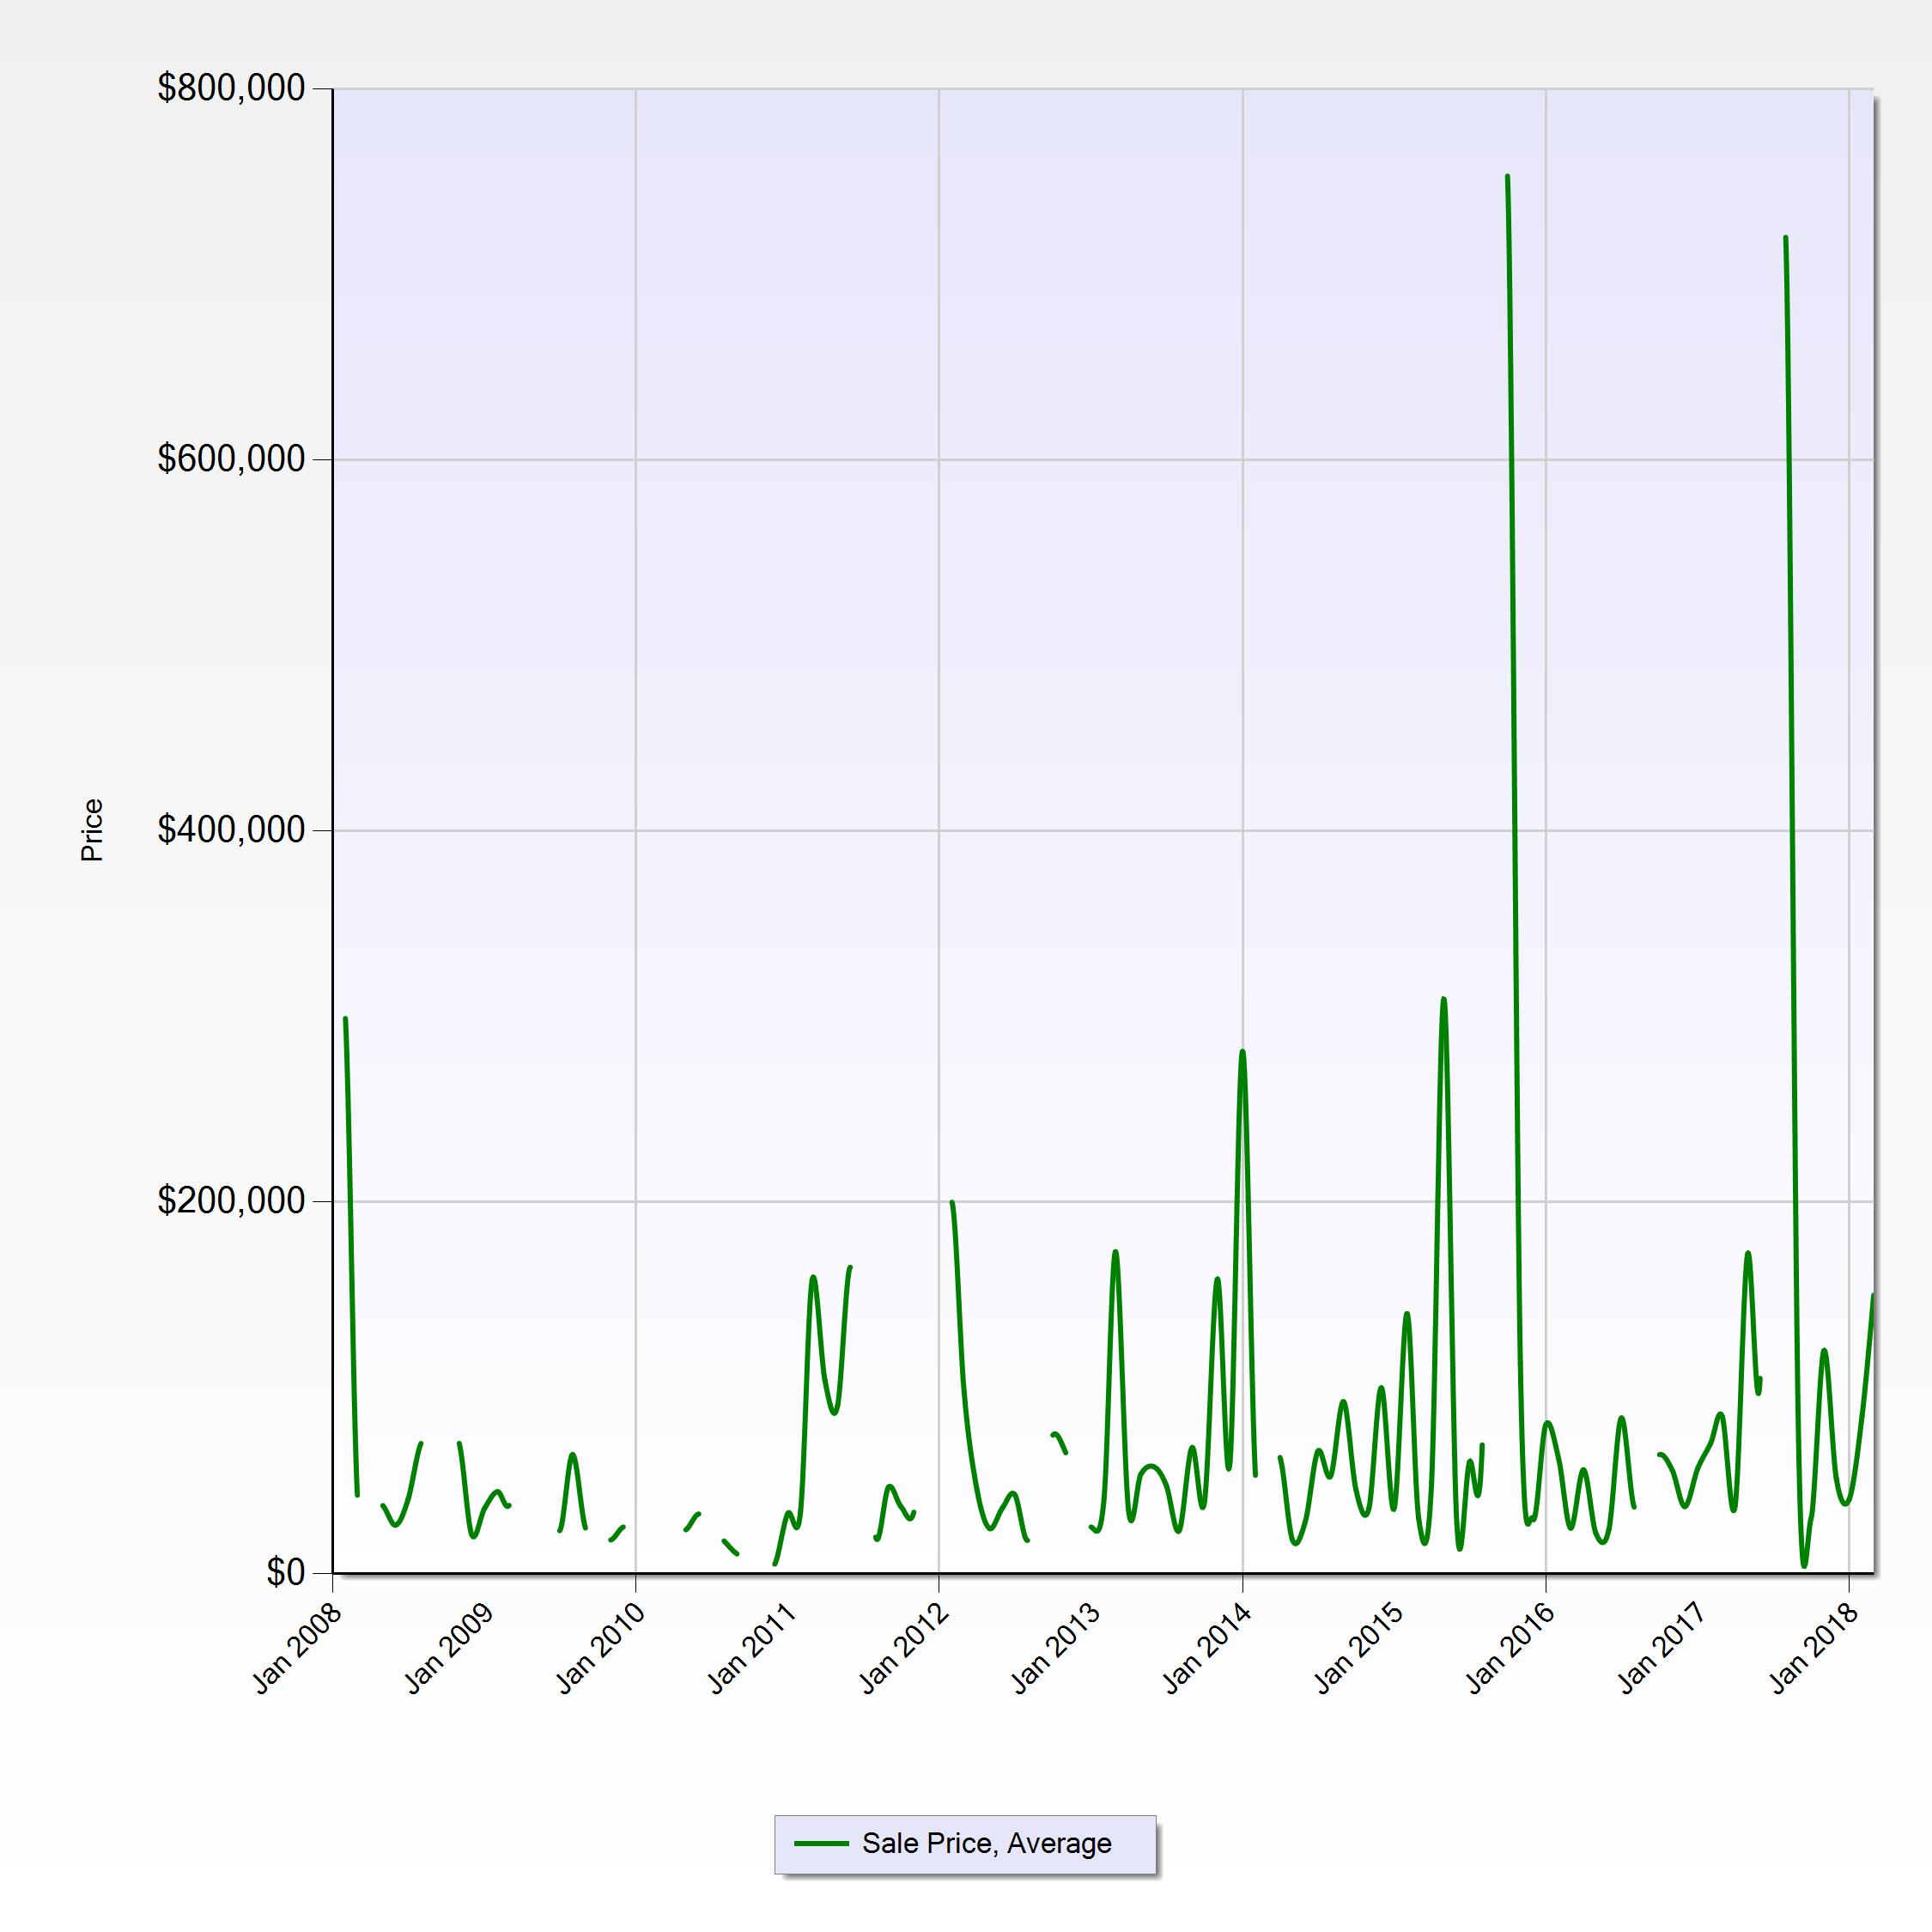 $800,000
$600,000
$400,000
$200,000
$0
Price
Jan 2008
Jan 2009
Jan 2010
Jan 2011
Jan 2012
Jan 2013
Jan 2014
Jan 2015
Jan 2016
Jan 2017
Jan 2018
Sale Price, Average